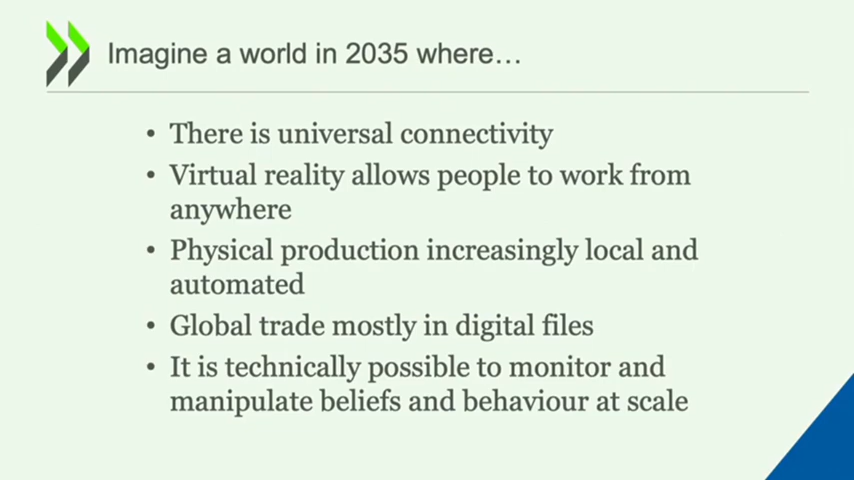 Imagine a world in 2035 where…
• There is universal connectivity
• Virtual reality allows people to work from
anywhere
• Physical production increasingly local and
automated
• Global trade mostly in digital files
• It is technically possible to monitor and
manipulate beliefs and behaviour at scale